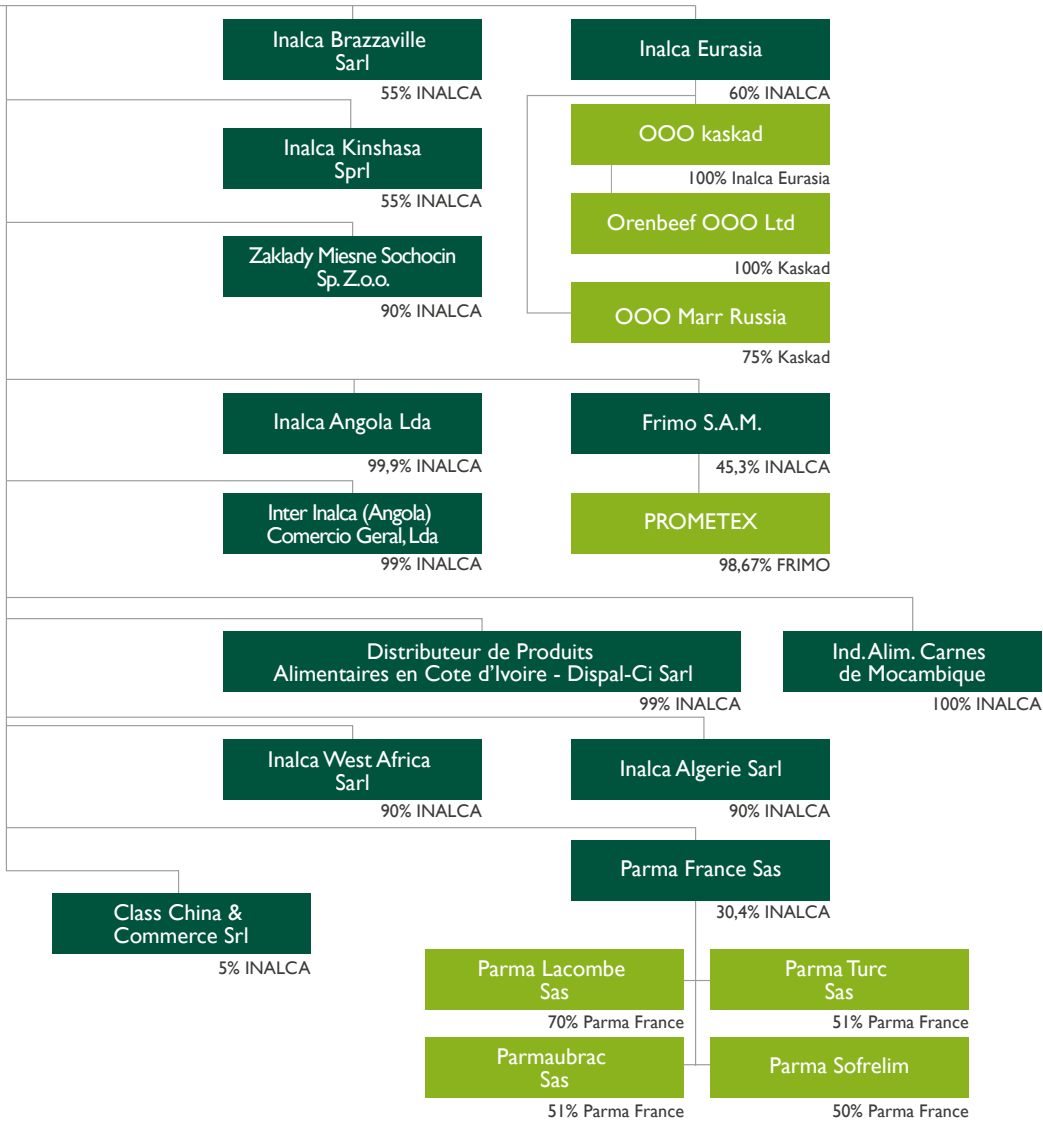 Inalca Brazzaville
Sarl
55% INALCA
Inalca Eurasia
60% INALCA
OOO kaskad
100% Inalca Eurasia
Inalca Kinshasa
Sprl
55% INALCA
Orenbeef OOO Ltd
100% Kaskad
Zaklady Miesne Sochocin
Sp. Z.o.o.
90% INALCA
OOO Marr Russia
75% Kaskad
Inalca Angola Lda
99,9% INALCA
Frimo S.A.M.
45,3% INALCA
Inter Inalca (Angola)
Comercio Geral, Lda
99% INALCA
PROMETEX
98,67% FRIMO
Distributeur de Produits
Alimentaires en Cote d’Ivoire - Dispal-Ci Sarl
99% INALCA
Ind. Alim. Carnes
de Mocambique
100% INALCA
Inalca West Africa
Sarl
90% INALCA
Inalca Algerie Sarl
90% INALCA
Parma France Sas
30,4% INALCA
Class China &
Commerce Srl
5% INALCA
Parma Lacombe
Sas
70% Parma France
Parma Turc
Sas
51% Parma France
Parmaubrac
Sas
51% Parma France
Parma Sofrelim
50% Parma France